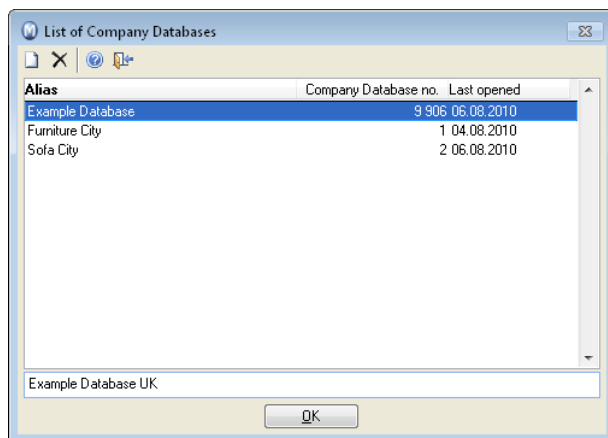 List of Company Databases
Alias Company Database no. Last opened
Example Database 9 906 06.08.2010
Furniture City 1 04.08.2010
Sofa City 2 06.08.2010
Example Database UK
OK